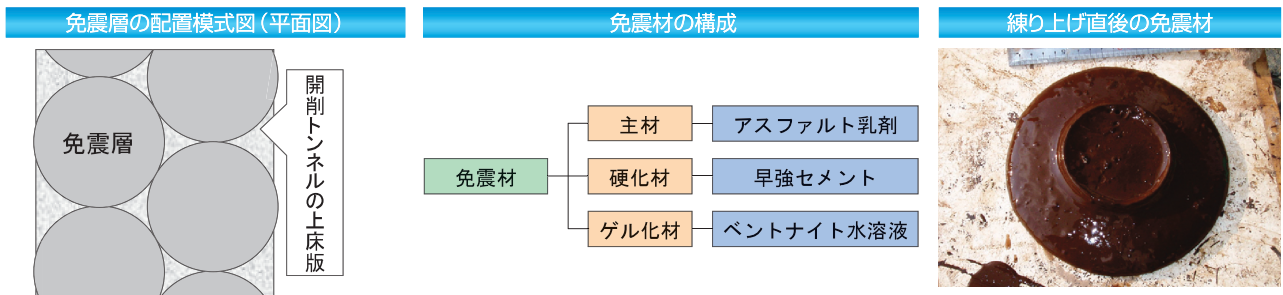 免震層の配置模式図（平面図）
免震層
開削トンネルの上床版
免震材の構成
免震材
主材
アスファルト乳剤
硬化材
早強セメント
ゲル化材
ベントナイト水溶液
練り上げ直後の免震材